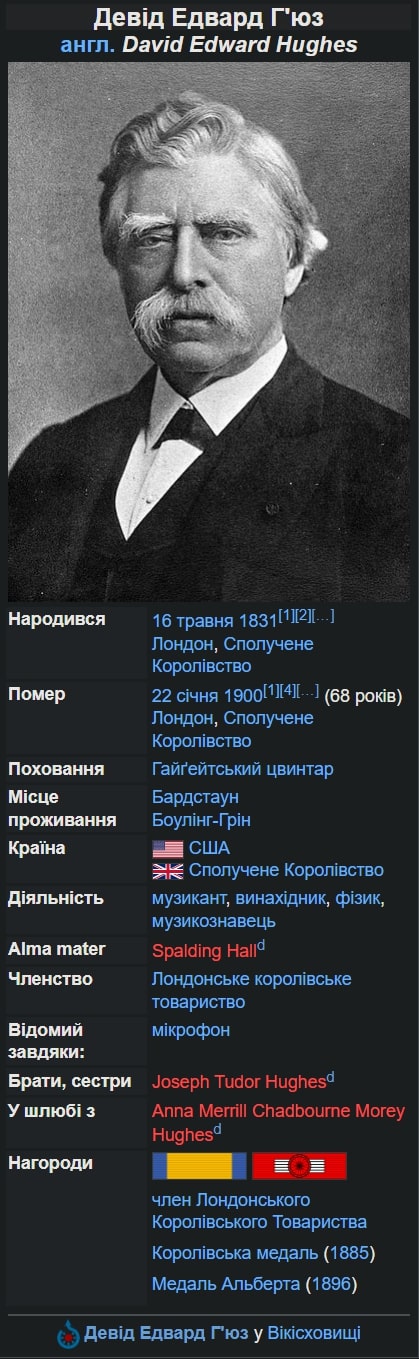 Девід Едвард Г'юз
англ. David Edward Hughes
Народився 16 травня 1831[1][2][…]
Лондон, Сполучене
Королівство
Помер 22 січня 1900[1][4][…] (68 років)
Лондон, Сполучене
Королівство
Поховання Гайґейтський цвинтар
Місце Бардстаун
проживання Боулінг-Грін
Країна США
Сполучене Королівство
Діяльність музикант, винахідник, фізик,
музикознавець
Alma mater Spalding Hall^d
Членство Лондонське королівське
товариство
Відомий мікрофон
завдяки:
Брати, сестри Joseph Tudor Hughes^d
У шлюбі з Anna Merrill Chadbourne Morey
Hughes^d
Нагороди
член Лондонського
Королівського Товариства
Королівська медаль (1885)
Медаль Альберта (1896)
Девід Едвард Г'юз у Вікісховищі